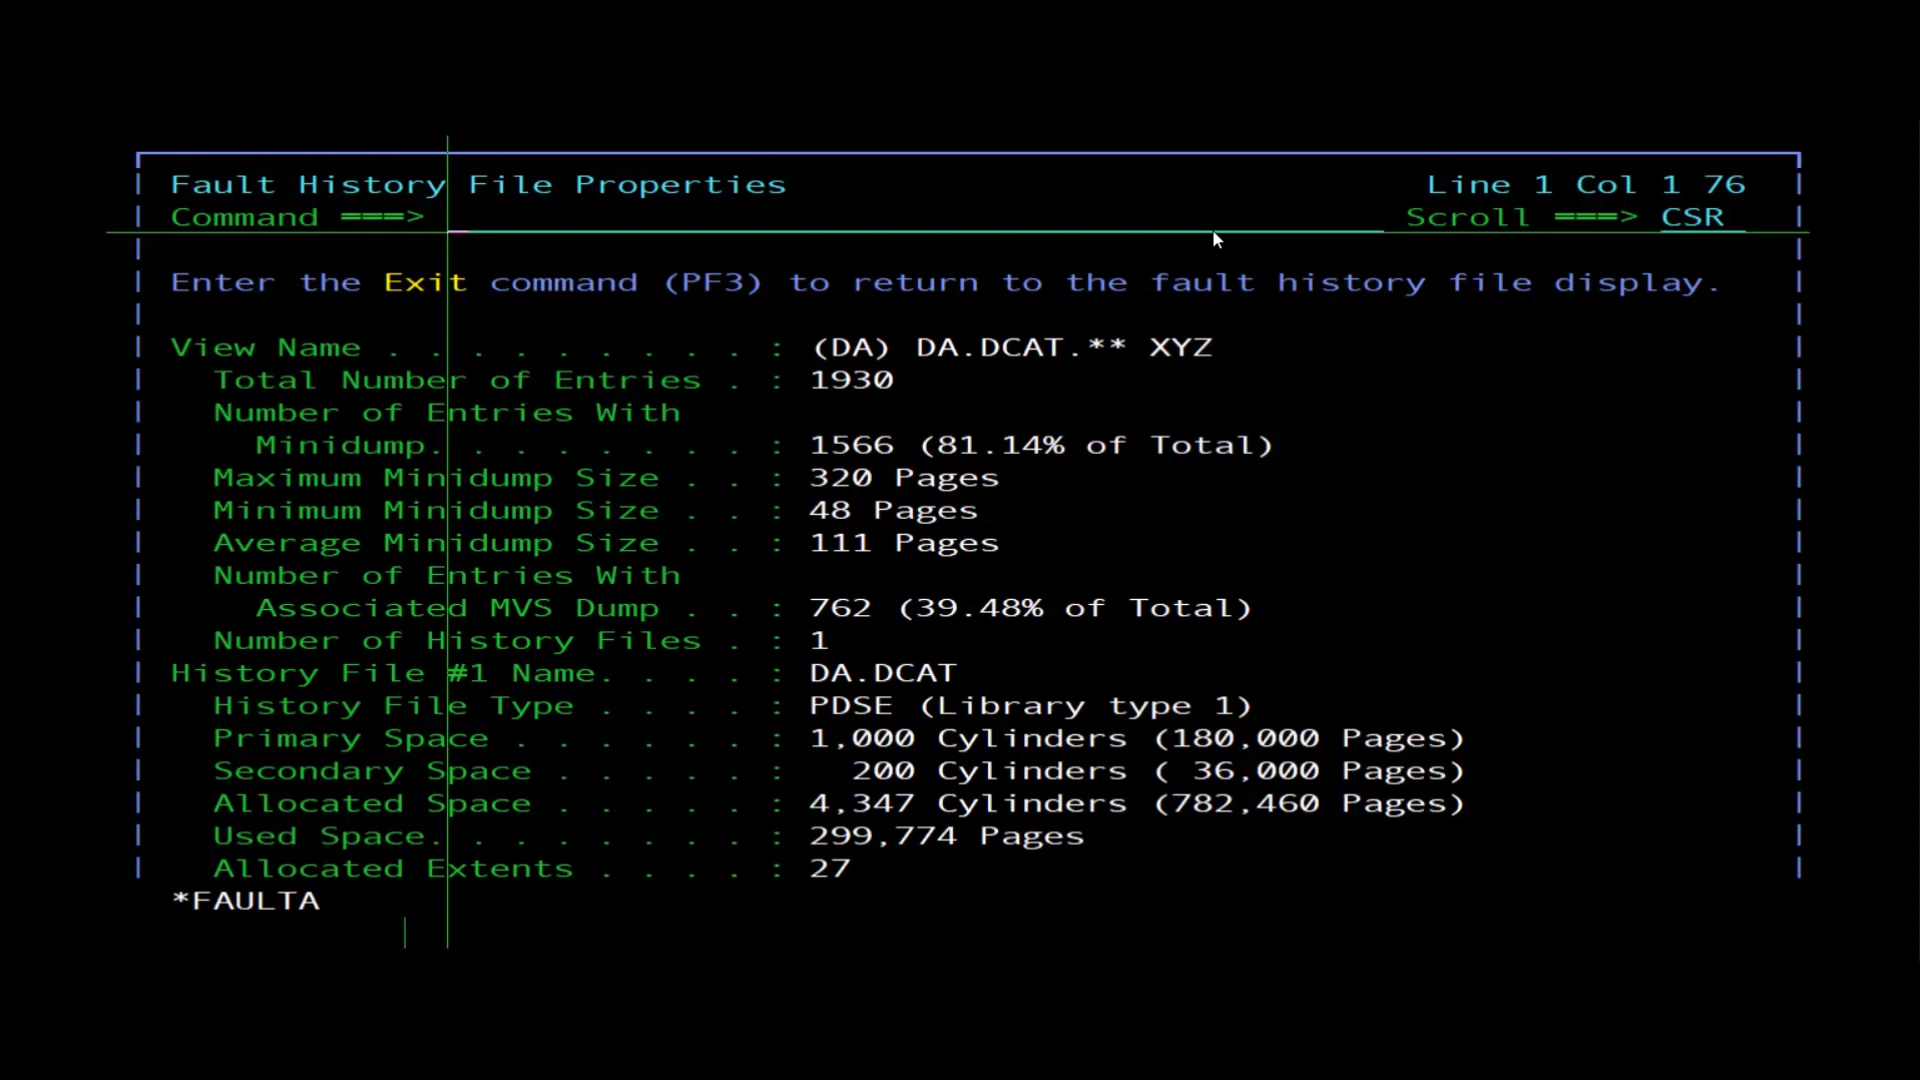 Fault History File Properties Line 1 Col 1 76
Command ===> Scroll ===> CSR
Enter the Exit command (PF3) to return to the fault history file display.
View Name . . . . . . . . . : (DA) DA.DCAT.** XYZ
Total Number of Entries . : 1930
Number of Entries With
Minidump. . . . . . . . : 1566 (81.14% of Total)
Maximum Minidump Size . . : 320 Pages
Minimum Minidump Size . . : 48 Pages
Average Minidump Size . . : 111 Pages
Number of Entries With
Associated MVS Dump . . : 762 (39.48% of Total)
Number of History Files . : 1
History File #1 Name. . . . : DA.DCAT
History File Type . . . . : PDSE (Library type 1)
Primary Space . . . . . . : 1,000 Cylinders (180,000 Pages)
Secondary Space . . . . . : 200 Cylinders ( 36,000 Pages)
Allocated Space . . . . . : 4,347 Cylinders (782,460 Pages)
Used Space. . . . . . . . : 299,774 Pages
Allocated Extents . . . . : 27
*FAULTA